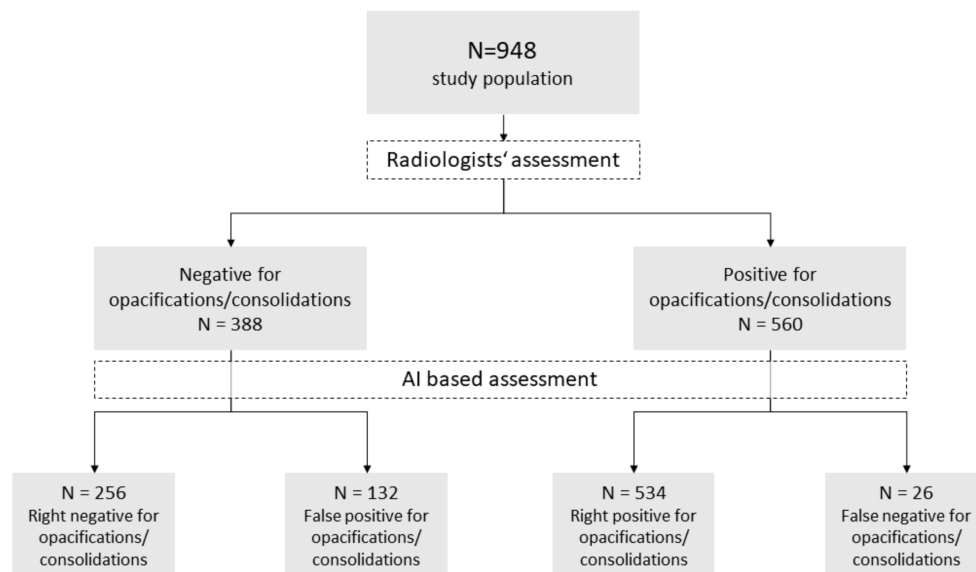 N=948
study population
Radiologists‘ assessment
Negative for
opacifications/consolidations
N = 388
Positive for
opacifications/consolidations
N = 560
AI based assessment
N = 256
Right negative for
opacifications/
consolidations
N = 132
False positive for
opacifications/
consolidations
N = 534
Right positive for
opacifications/
consolidations
N = 26
False negative for
opacifications/
consolidations